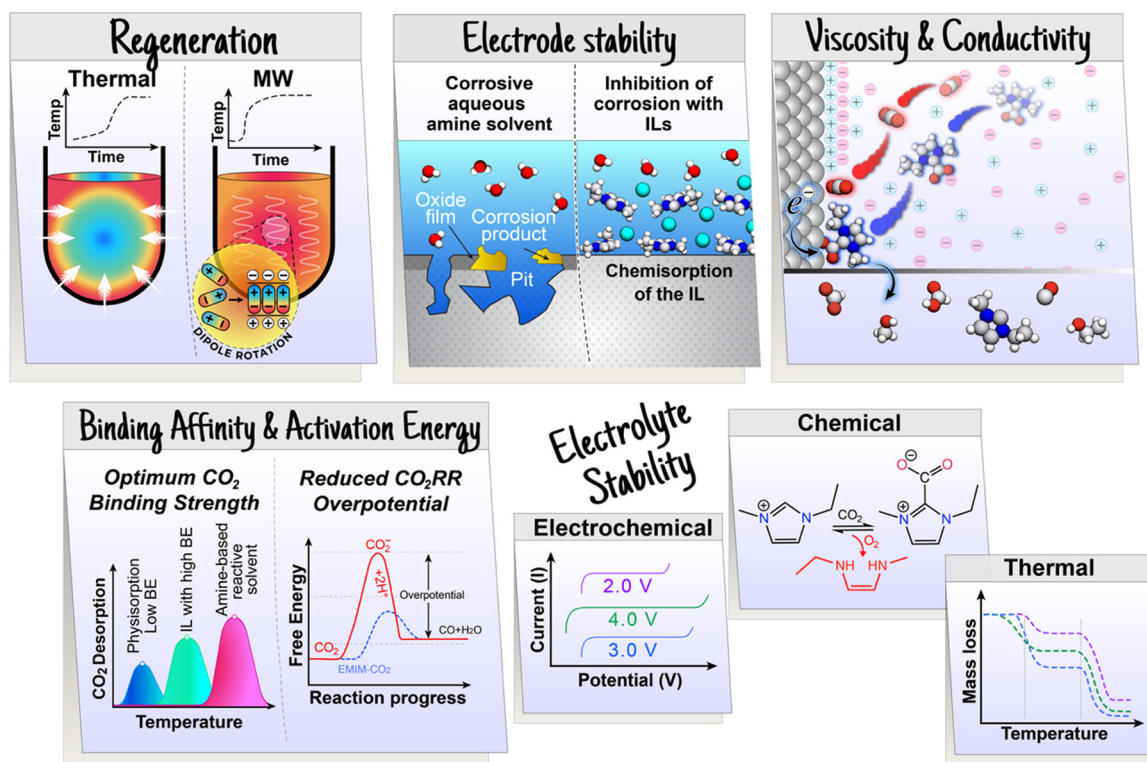 Regeneration
Thermal
MW
Temp
Time
Temp
Time
DIPOLE ROTATION
Electrode stability
Corrosive
aqueous
amine solvent
Inhibition of
corrosion with
ILs
Oxide
film
Corrosion
product
Pit
Chemisorption
of the IL
Viscosity & Conductivity
e⁻
Binding Affinity & Activation Energy
Optimum CO₂
Binding Strength
Reduced CO₂RR
Overpotential
CO₂ Desorption
Physisorption
Low BE
IL with high BE
Amine-based
reactive
solvent
Temperature
Free Energy
CO₂⁻
+2H⁺
Overpotential
CO+H₂O
CO₂
EMIM-CO₂
Reaction progress
Electrolyte
Stability
Electrochemical
Current (I)
2.0 V
4.0 V
3.0 V
Potential (V)
Chemical
O
C
O
N
N
CO₂
N
N
O₂
NH
HN
Thermal
Mass loss
Temperature